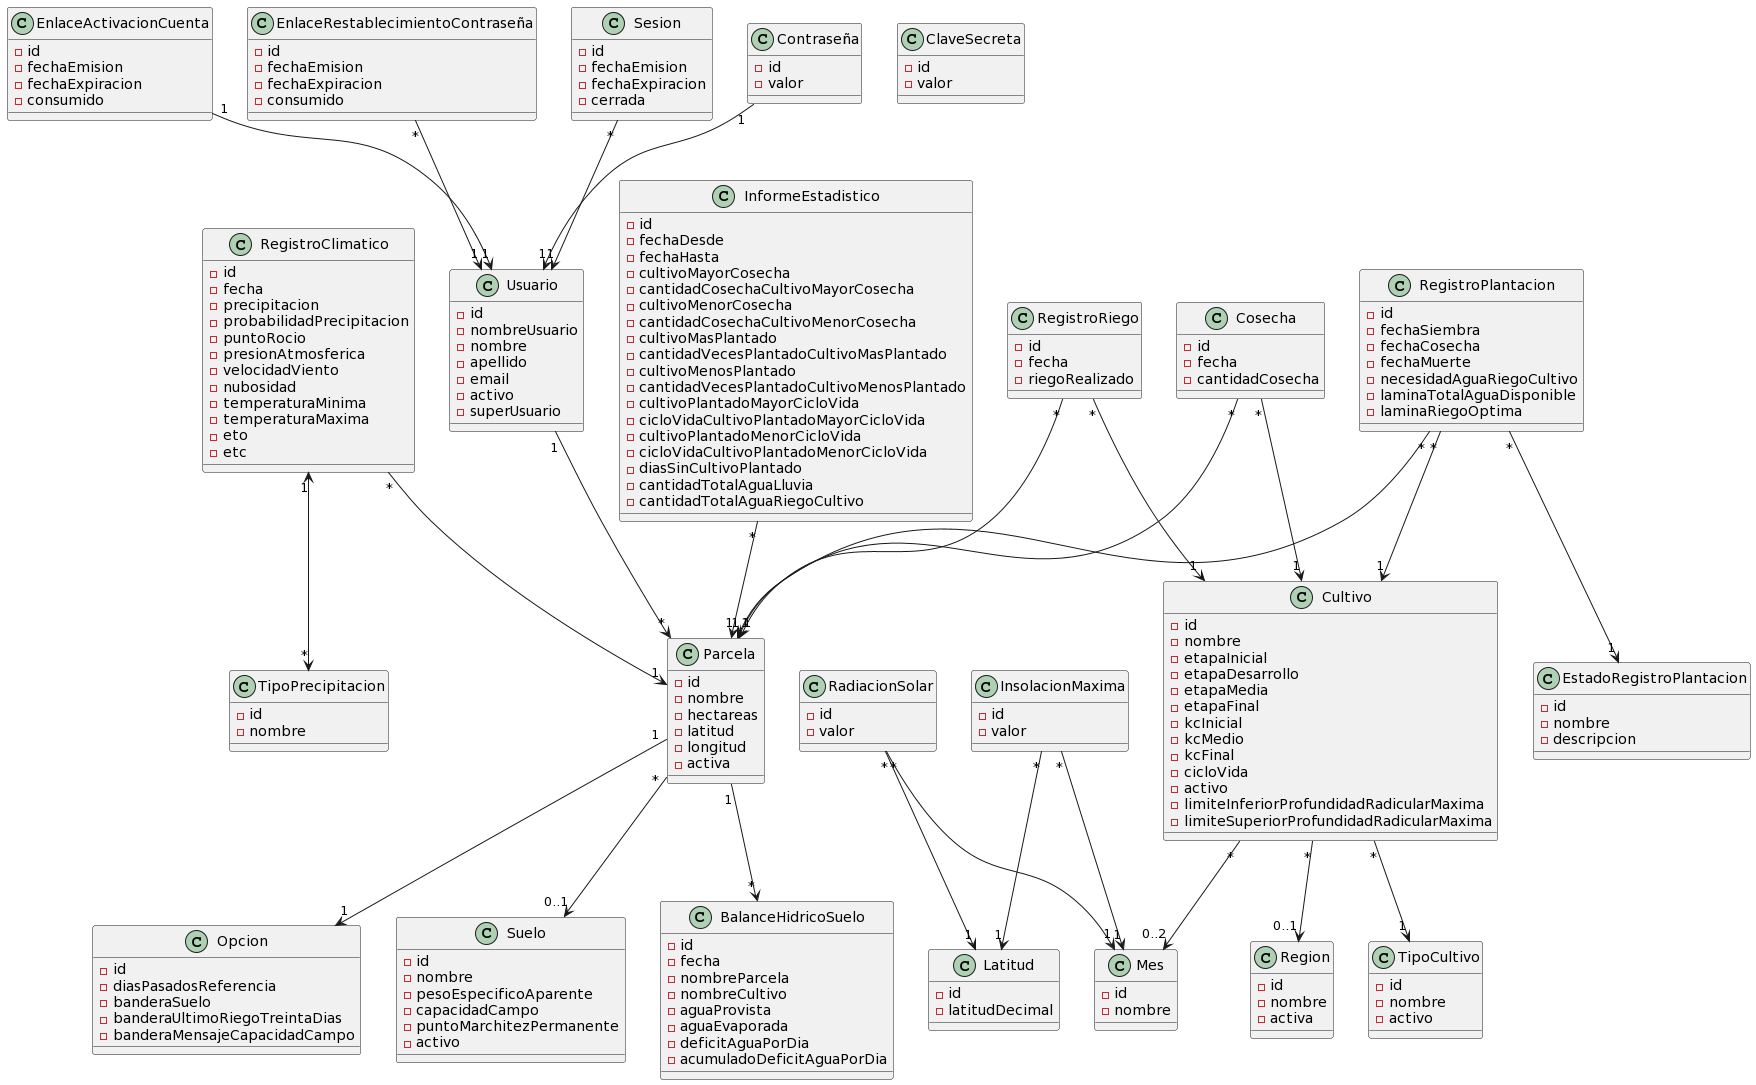 EnlaceActivacionCuenta
id
fechaEmision
fechaExpiracion
consumido
EnlaceRestablecimientoContraseña
id
fechaEmision
fechaExpiracion
consumido
Sesion
id
fechaEmision
fechaExpiracion
cerrada
Contraseña
id
valor
ClaveSecreta
id
valor
1
*
*
1
RegistroClimatico
id
fecha
precipitacion
probabilidadPrecipitacion
puntoRocio
presionAtmosferica
velocidadViento
nubosidad
temperaturaMinima
temperaturaMaxima
eto
etc
1
1
1
1
Usuario
id
nombreUsuario
nombre
apellido
email
activo
superUsuario
InformeEstadistico
id
fechaDesde
fechaHasta
cultivoMayorCosecha
cantidadCosechaCultivoMayorCosecha
cultivoMenorCosecha
cantidadCosechaCultivoMenorCosecha
cultivoMasPlantado
cantidadVecesPlantadoCultivoMasPlantado
cultivoMenosPlantado
cantidadVecesPlantadoCultivoMenosPlantado
cultivoPlantadoMayorCicloVida
cicloVidaCultivoPlantadoMayorCicloVida
cultivoPlantadoMenorCicloVida
cicloVidaCultivoPlantadoMenorCicloVida
diasSinCultivoPlantado
cantidadTotalAguaLluvia
cantidadTotalAguaRiegoCultivo
RegistroRiego
id
fecha
riegoRealizado
Cosecha
id
fecha
cantidadCosecha
RegistroPlantacion
id
fechaSiembra
fechaCosecha
fechaMuerte
necesidadAguaRiegoCultivo
laminaTotalAguaDisponible
laminaRiegoOptima
1
*
1
*
*
*
*
*
*
*
*
1
1
1
Cultivo
id
nombre
etapaInicial
etapaDesarrollo
etapaMedia
etapaFinal
kcInicial
kcMedio
kcFinal
cicloVida
activo
limiteInferiorProfundidadRadicularMaxima
limiteSuperiorProfundidadRadicularMaxima
*
*
1
1
1
1
1
1
TipoPrecipitacion
id
nombre
Parcela
id
nombre
hectareas
latitud
longitud
activa
RadiacionSolar
id
valor
InsolacionMaxima
id
valor
EstadoRegistroPlantacion
id
nombre
descripcion
1
*
1
*
*
*
*
*
*
*
1
0..1
*
1
1
1
1
0..2
0..1
1
Opcion
id
diasPasadosReferencia
banderaSuelo
banderaUltimoRiegoTreintaDias
banderaMensajeCapacidadCampo
Suelo
id
nombre
pesoEspecificoAparente
capacidadCampo
puntoMarchitezPermanente
activo
BalanceHidricoSuelo
id
fecha
nombreParcela
nombreCultivo
aguaProvista
aguaEvaporada
deficitAguaPorDia
acumuladoDeficitAguaPorDia
Latitud
id
latitudDecimal
Mes
id
nombre
Region
id
nombre
activa
TipoCultivo
id
nombre
activo